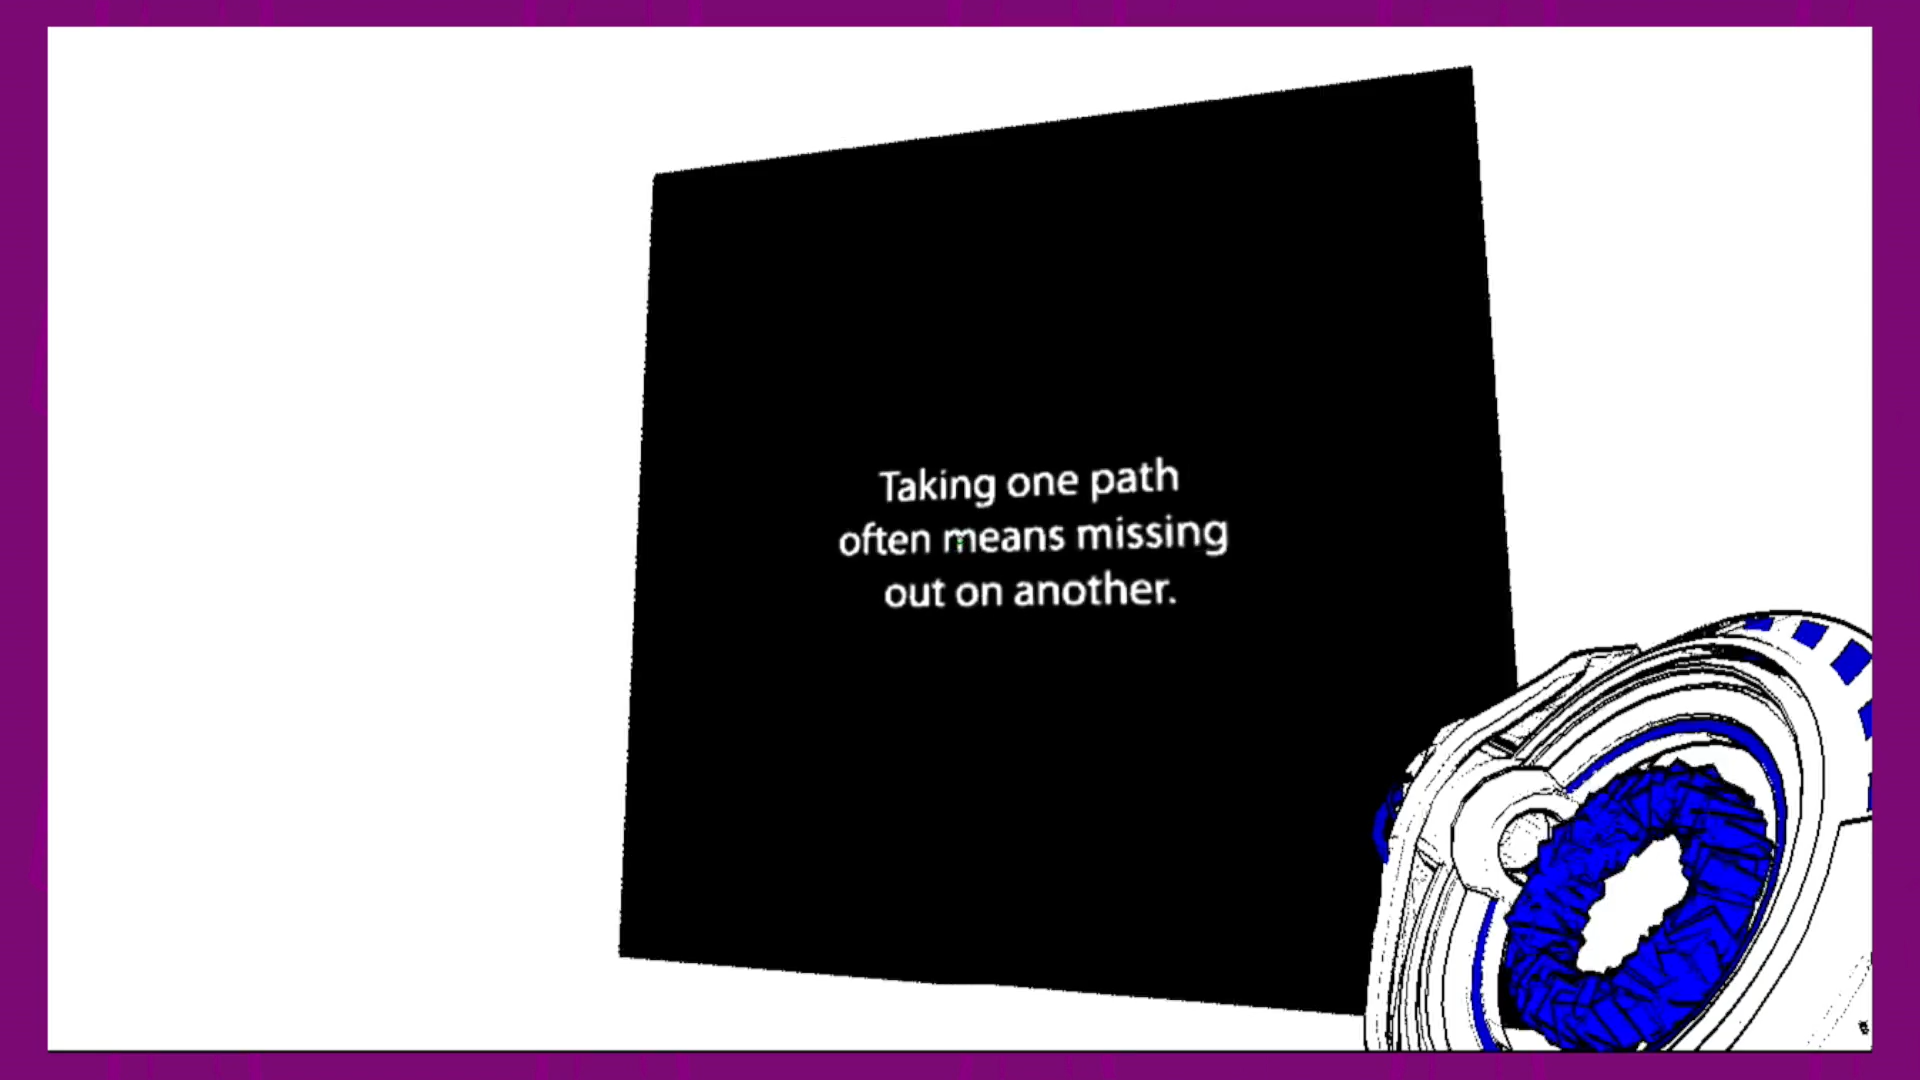 Taking one path
often means missing
out on another.